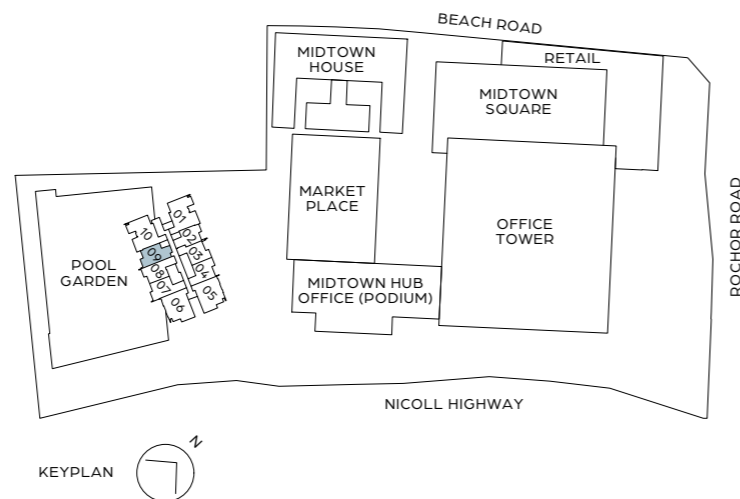 BEACH ROAD
MIDTOWN
HOUSE
RETAIL
MIDTOWN
SQUARE
MARKET
PLACE
OFFICE
TOWER
ROCHOR ROAD
POOL
GARDEN
01
02
03
04
05
10
09
08
07
06
MIDTOWN HUB
OFFICE (PODIUM)
NICOLL HIGHWAY
KEYPLAN
N